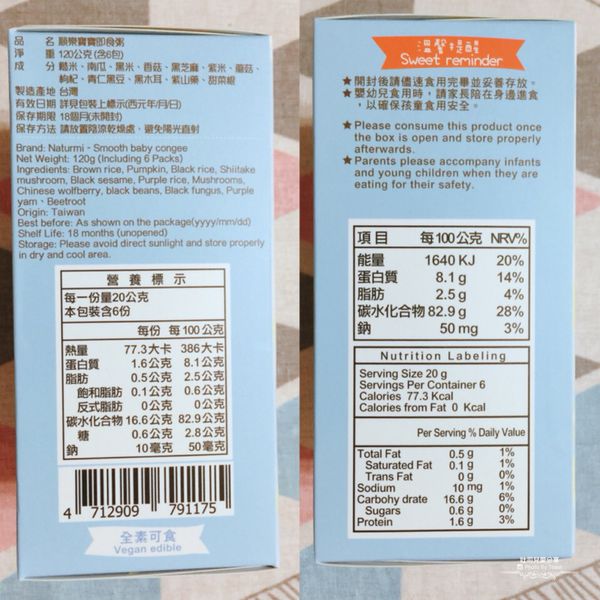 品　名 順樂寶寶即食粥
淨　重 120公克(含6包)
成　分 糙米、南瓜、黑米、香菇、黑芝麻、紫米、蘑菇、
枸杞、青仁黑豆、黑木耳、紫山藥、甜菜根
製造產地 台灣
有效日期 詳見包裝上標示(西元年/月/日)
保存期限 18個月(未開封)
保存方法 請放置陰涼乾燥處，避免陽光直射
Brand: Naturmi - Smooth baby congee
Net Weight: 120g (Including 6 Packs)
Ingredients: Brown rice, Pumpkin, Black rice, Shiitake
mushroom, Black sesame, Purple rice, Mushrooms,
Chinese wolfberry, black beans, Black fungus, Purple
yam、Beetroot
Origin: Taiwan
Best before: As shown on the package(yyyy/mm/dd)
Shelf Life: 18 months (unopened)
Storage: Please avoid direct sunlight and store properly
in dry and cool area.
營養標示
每一份量20公克
本包裝含6份
每份 每100公克
熱量 77.3大卡 386大卡
蛋白質 1.6公克 8.1公克
脂肪 0.5公克 2.5公克
飽和脂肪 0.1公克 0.6公克
反式脂肪 0公克 0公克
碳水化合物 16.6公克 82.9公克
糖 0.6公克 2.8公克
鈉 10毫克 50毫克
4 712909 791175
全素可食
Vegan edible
溫馨提醒
Sweet reminder
★開封後請儘速食用完畢並妥善存放。
★嬰幼兒食用時，請家長陪在身邊進食
，以確保孩童食用安全。
★Please consume this product once
the box is open and store properly
afterwards.
★Parents please accompany infants
and young children when they are
eating for their safety.
項目 每100公克 NRV%
能量 1640 KJ 20%
蛋白質 8.1 g 14%
脂肪 2.5 g 4%
碳水化合物 82.9 g 28%
鈉 50 mg 3%
Nutrition Labeling
Serving Size 20 g
Servings Per Container 6
Calories 77.3 Kcal
Calories from Fat 0 Kcal
Per Serving % Daily Value
Total Fat 0.5 g 1%
Saturated Fat 0.1 g 1%
Trans Fat 0 g 0%
Sodium 10 mg 1%
Carbohy drate 16.6 g 6%
Sugars 0.6 g 0%
Protein 1.6 g 3%